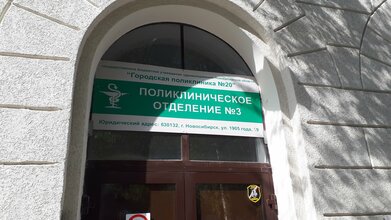 "Городская поликлиника №20"
ПОЛИКЛИНИЧЕСКОЕ
ОТДЕЛЕНИЕ №3
Юридический адрес: 630132, г. Новосибирск, ул. 1905 года, 19